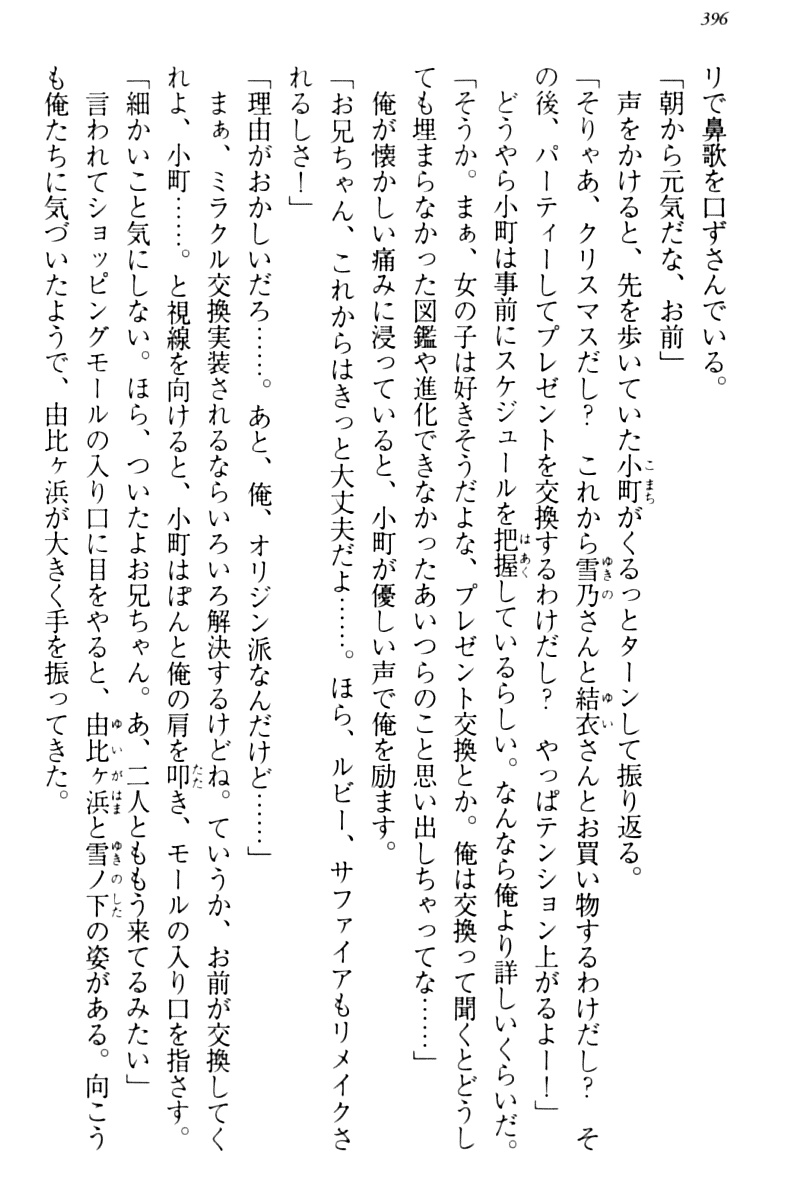 396
リで鼻歌を口ずさんでいる。
「朝から元気だな、お前」
　声をかけると、先を歩いていた小町がくるっとターンして振り返る。
「そりゃあ、クリスマスだし？　これから雪乃さんと結衣さんとお買い物するわけだし？　そ
の後、パーティーしてプレゼントを交換するわけだし？　やっぱテンション上がるよー！」
　どうやら小町は事前にスケジュールを把握しているらしい。なんなら俺より詳しいくらいだ。
「そうか。まぁ、女の子は好きそうだよな、プレゼント交換とか。俺は交換って聞くとどうし
ても埋まらなかった図鑑や進化できなかったあいつらのこと思い出しちゃってな……」
　俺が懐かしい痛みに浸っていると、小町が優しい声で俺を励ます。
「お兄ちゃん、これからはきっと大丈夫だよ……。ほら、ルビー、サファイアもリメイクさ
れるしさ！」
「理由がおかしいだろ……。あと、俺、オリジン派なんだけど……」
　まぁ、ミラクル交換実装されるならいろいろ解決するけどね。ていうか、お前が交換してく
れよ、小町……。と視線を向けると、小町はぽんと俺の肩を叩き、モールの入り口を指さす。
「細かいこと気にしない。ほら、ついたよお兄ちゃん。あ、二人とももう来てるみたい」
　言われてショッピングモールの入り口に目をやると、由比ヶ浜と雪ノ下の姿がある。向こう
も俺たちに気づいたようで、由比ヶ浜が大きく手を振ってきた。